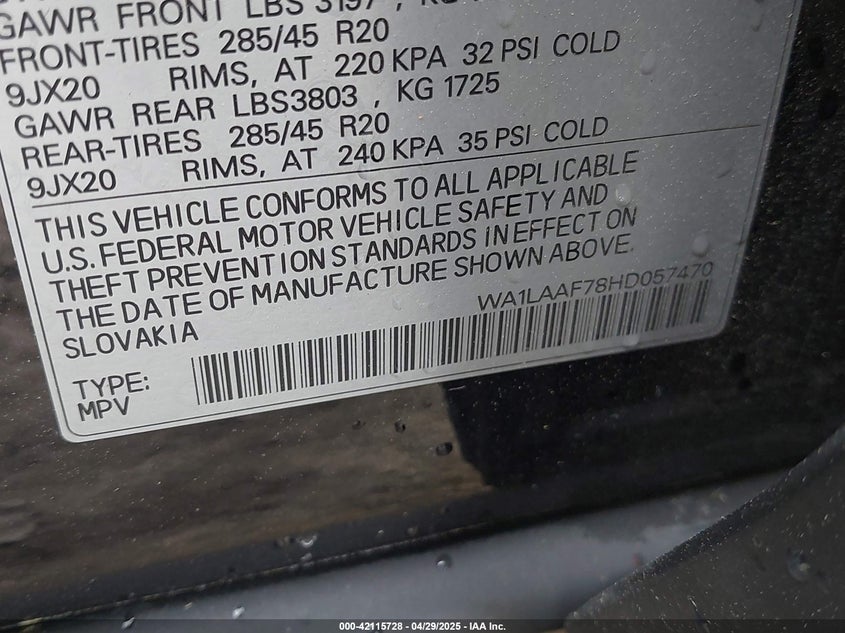 GAWR FRONT LBS 3197 ,
FRONT-TIRES 285/45 R20
9JX20 RIMS, AT 220 KPA 32 PSI COLD
GAWR REAR LBS3803 , KG 1725
REAR-TIRES 285/45 R20
9JX20 RIMS, AT 240 KPA 35 PSI COLD
THIS VEHICLE CONFORMS TO ALL APPLICABLE
U.S. FEDERAL MOTOR VEHICLE SAFETY AND
THEFT PREVENTION STANDARDS IN EFFECT ON
THE DATE OF MANUFACTURE SHOWN ABOVE.
SLOVAKIA WA1LAAF78HD057470
TYPE:
MPV
000-42115728 - 04/29/2025 - IAA Inc.